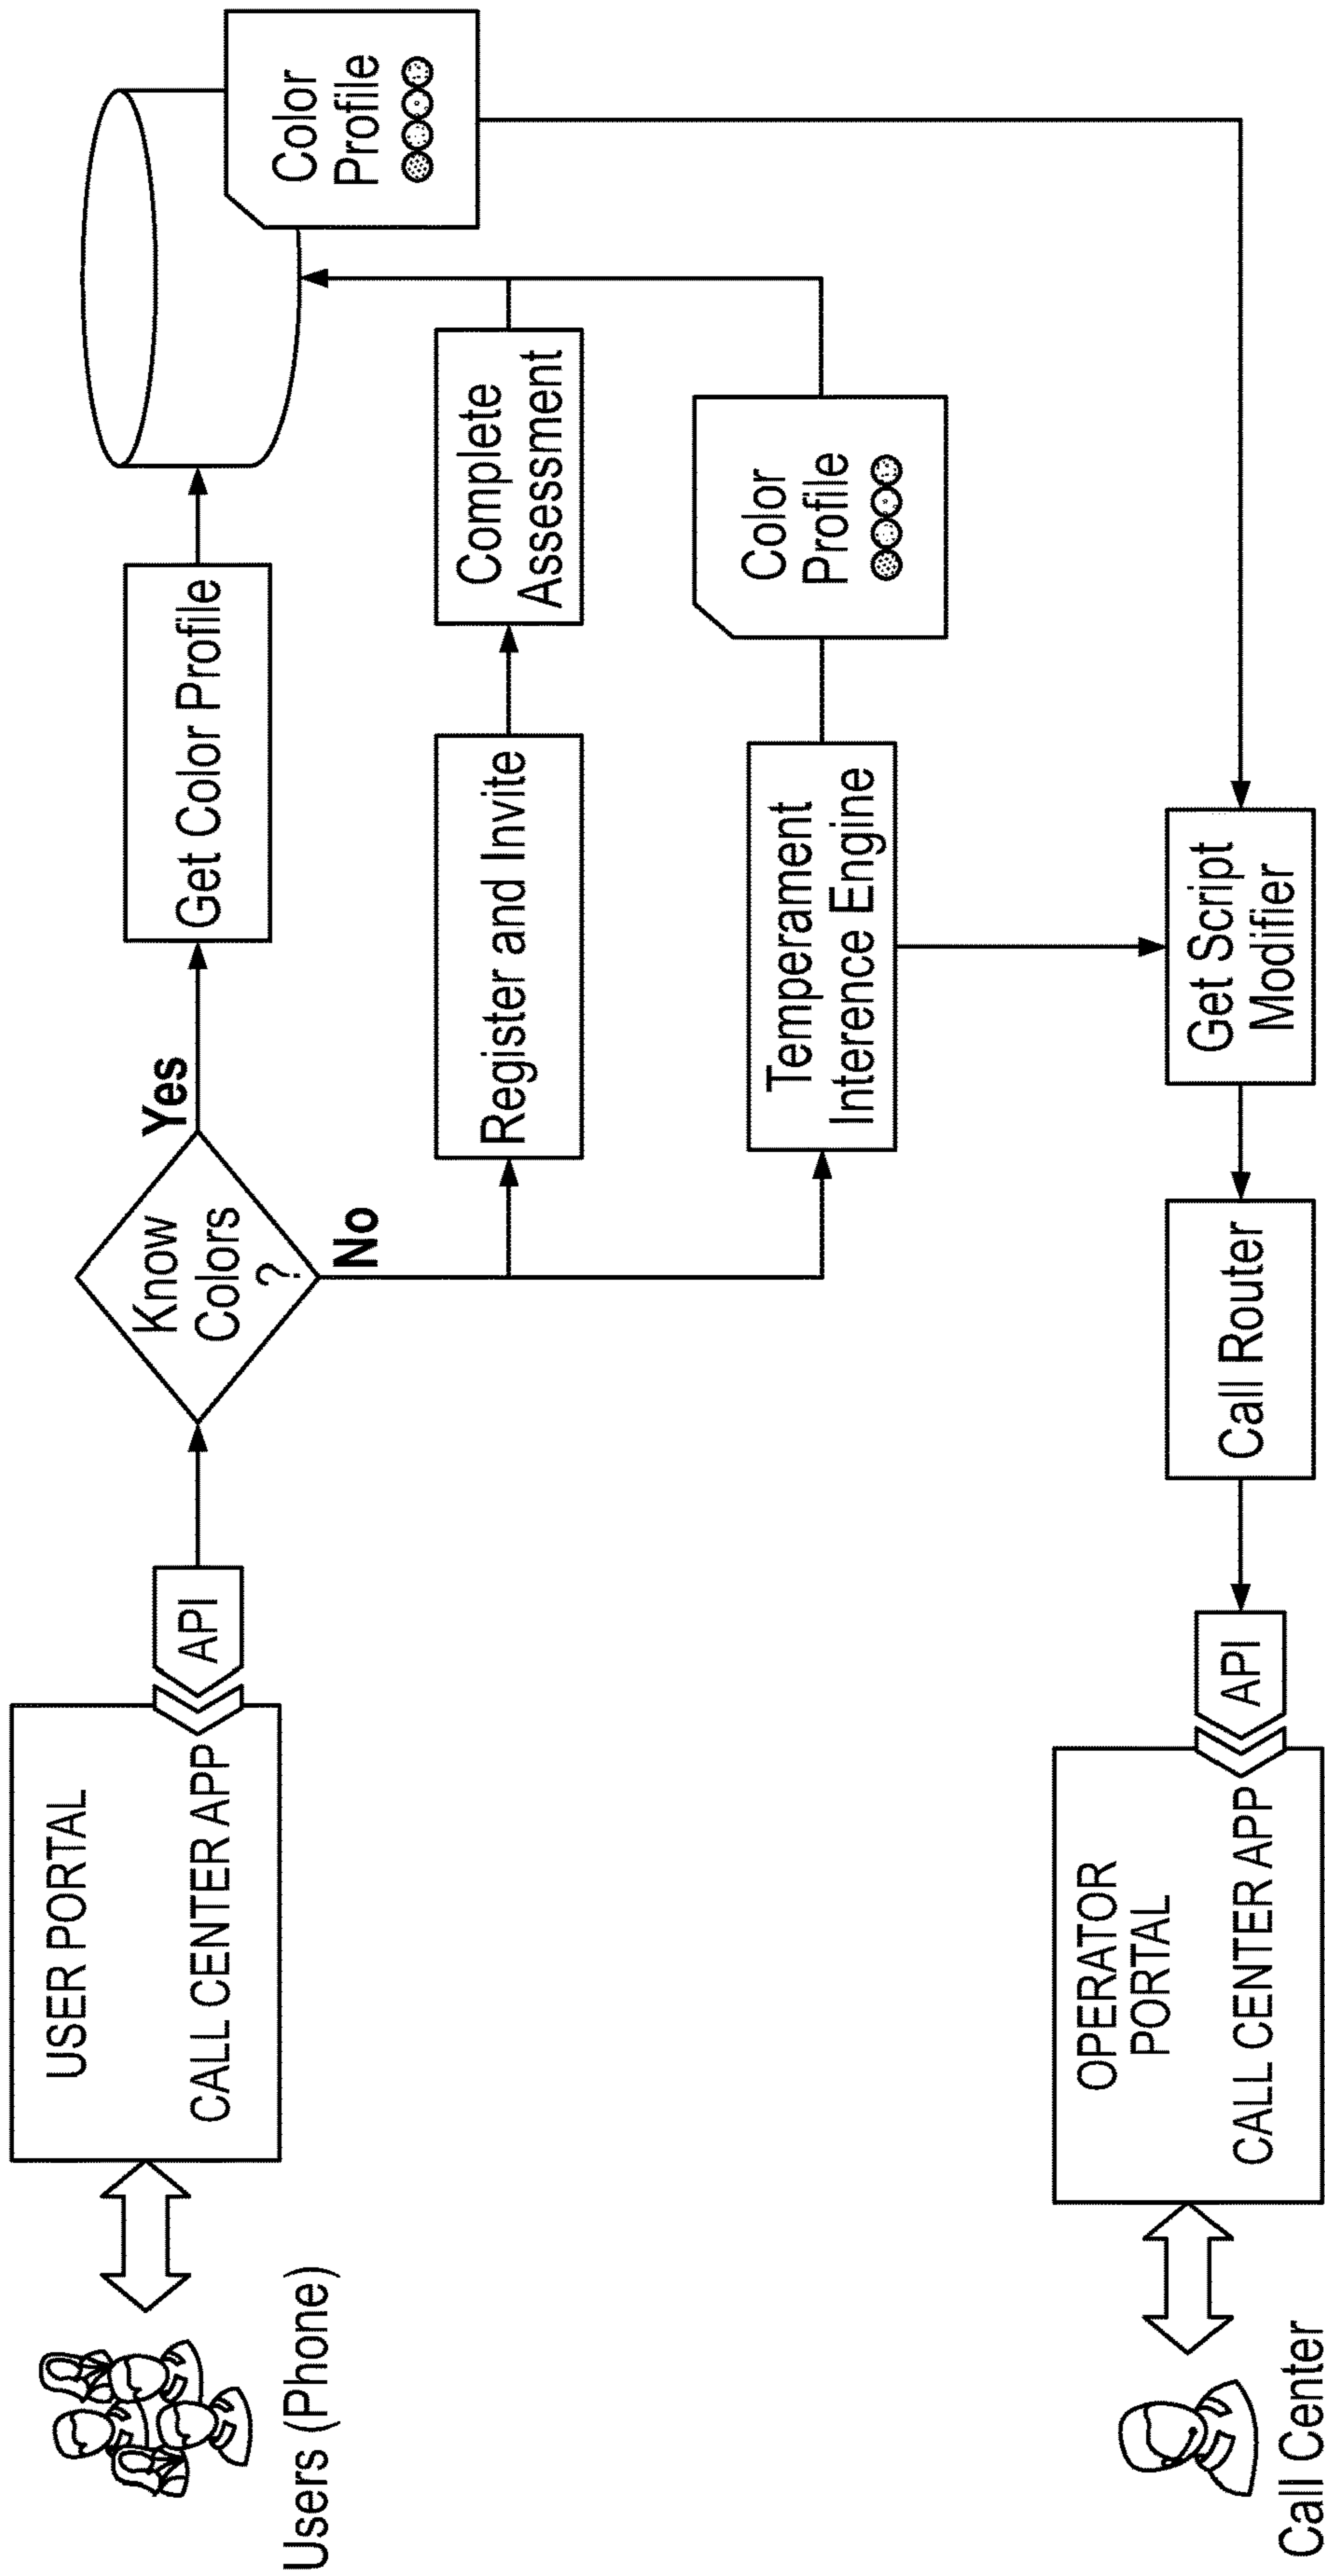 Users (Phone)
USER PORTAL
CALL CENTER APP
API
Know
Colors
?
Yes
No
Get Color Profile
Color
Profile
Register and Invite
Complete
Assessment
Temperament
Interence Engine
Color
Profile
Get Script
Modifier
Call Router
API
OPERATOR
PORTAL
CALL CENTER APP
Call Center